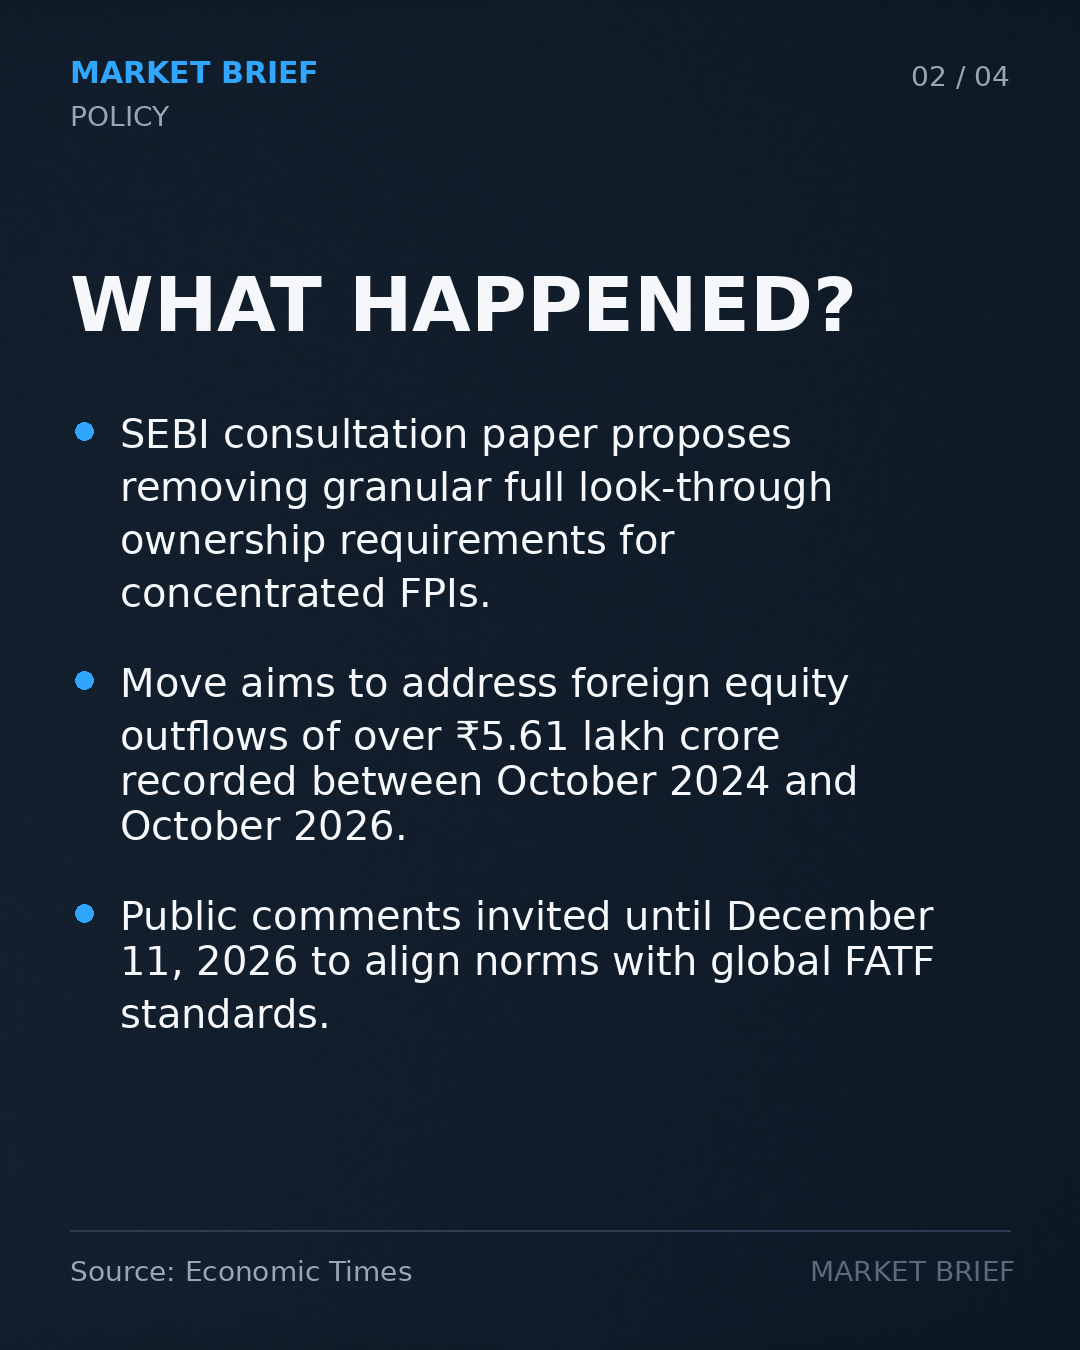 MARKET BRIEF
02 / 04
POLICY
WHAT HAPPENED?
SEBI consultation paper proposes
removing granular full look-through
ownership requirements for
concentrated FPIs.
Move aims to address foreign equity
outflows of over ₹5.61 lakh crore
recorded between October 2024 and
October 2026.
Public comments invited until December
11, 2026 to align norms with global FATF
standards.
Source: Economic Times
MARKET BRIEF